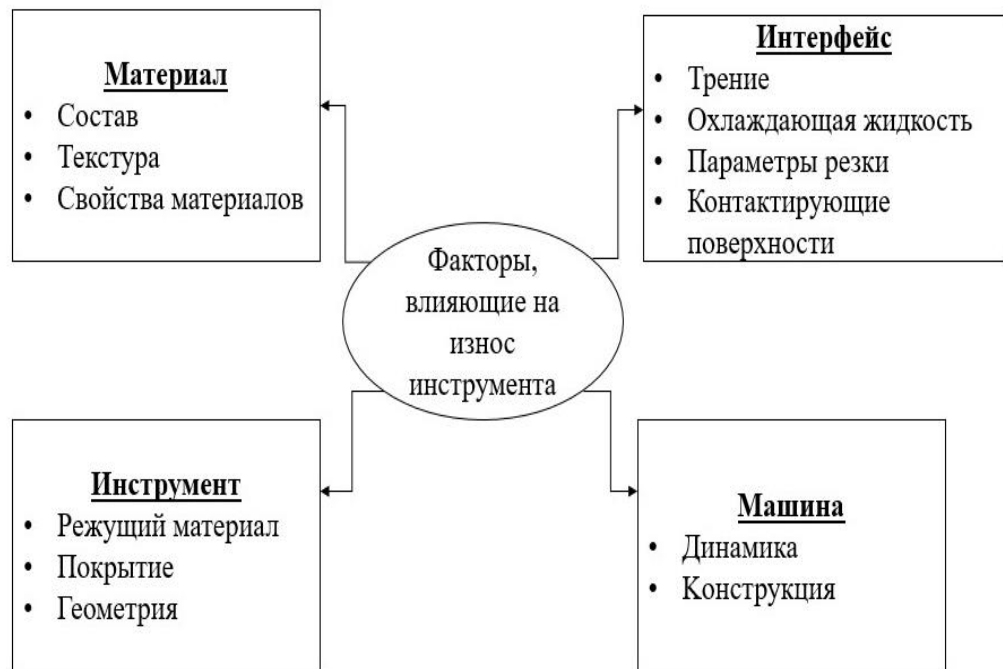 Материал
• Состав
• Текстура
• Свойства материалов
Интерфейс
• Трение
• Охлаждающая жидкость
• Параметры резки
• Контактирующие
поверхности
Факторы,
влияющие на
износ
инструмента
Инструмент
• Режущий материал
• Покрытие
• Геометрия
Машина
• Динамика
• Конструкция